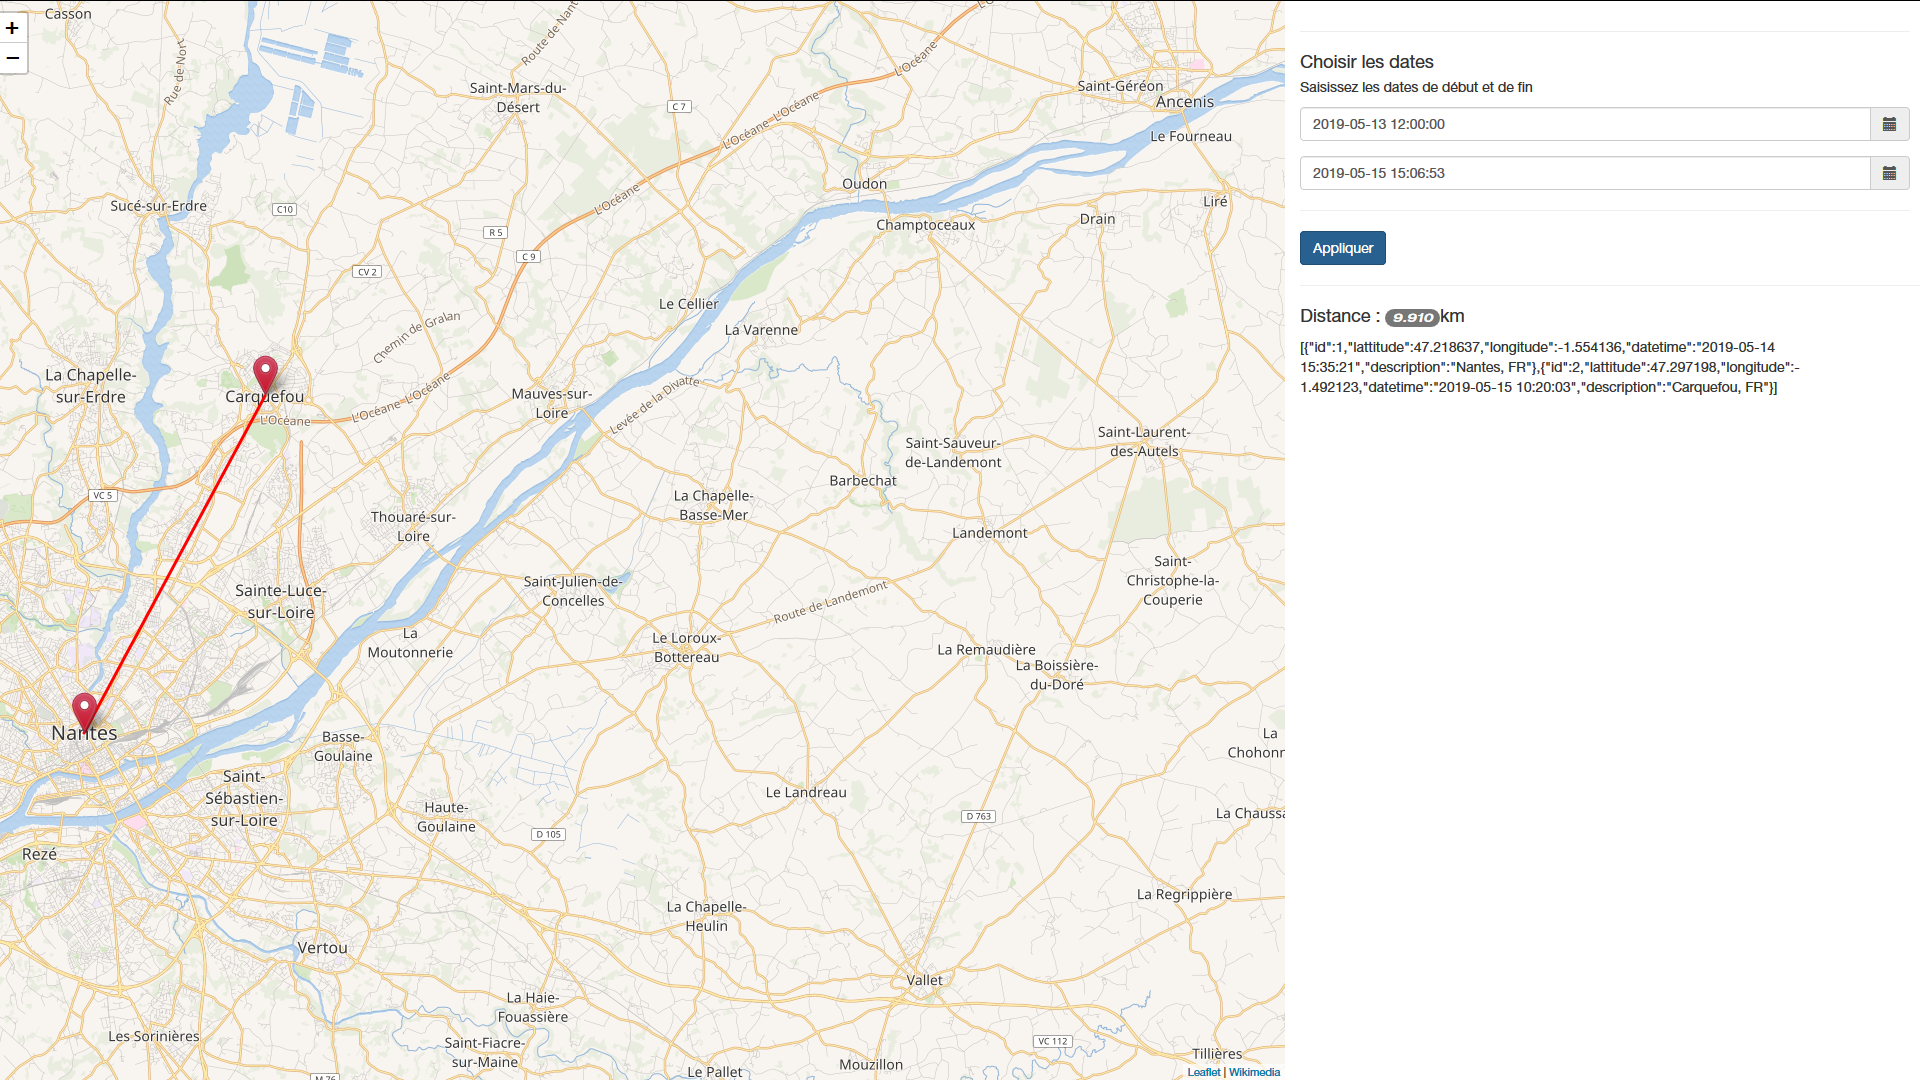 Casson
+
−
Rue de Nort
Route de Nant
L'Océane
Saint-Mars-du-
Désert
C 7
L'Océane
L'Océane
Saint-Géréon
Ancenis
Le Fourneau
Sucé-sur-Erdre
C10
R 5
C 9
CV 2
L'Océane
Oudon
Champtoceaux
Drain
Liré
Chemin de Gralan
Le Cellier
La Varenne
La Chapelle-
sur-Erdre
Carquefou
L'Océane
L'Océane
L'Océane
Mauves-sur-
Loire
Levée de la Divatte
Saint-Sauveur-
de-Landemont
Saint-Laurent-
des-Autels
Barbechat
VC 5
Thouaré-sur-
Loire
La Chapelle-
Basse-Mer
Landemont
Saint-
Christophe-la-
Couperie
Sainte-Luce-
sur-Loire
Saint-Julien-de-
Concelles
Route de Landemont
La
Moutonnerie
Le Loroux-
Bottereau
La Remaudière
La Boissière-
du-Doré
Nantes
Basse-
Goulaine
La
Chohonn
Saint-
Sébastien-
sur-Loire
Haute-
Goulaine
D 105
Le Landreau
D 763
La Chaussa
Rezé
La Regrippière
La Chapelle-
Heulin
Vertou
Vallet
La Haie-
Fouassière
Les Sorinières
Saint-Fiacre-
sur-Maine
VC 112
Tillières
Mouzillon
Le Pallet
M 76
Leaflet | Wikimedia
Choisir les dates
Saisissez les dates de début et de fin
2019-05-13 12:00:00
2019-05-15 15:06:53
Appliquer
Distance : 9.910km
[{"id":1,"lattitude":47.218637,"longitude":-1.554136,"datetime":"2019-05-14
15:35:21","description":"Nantes, FR"},{"id":2,"lattitude":47.297198,"longitude":-
1.492123,"datetime":"2019-05-15 10:20:03","description":"Carquefou, FR"}]